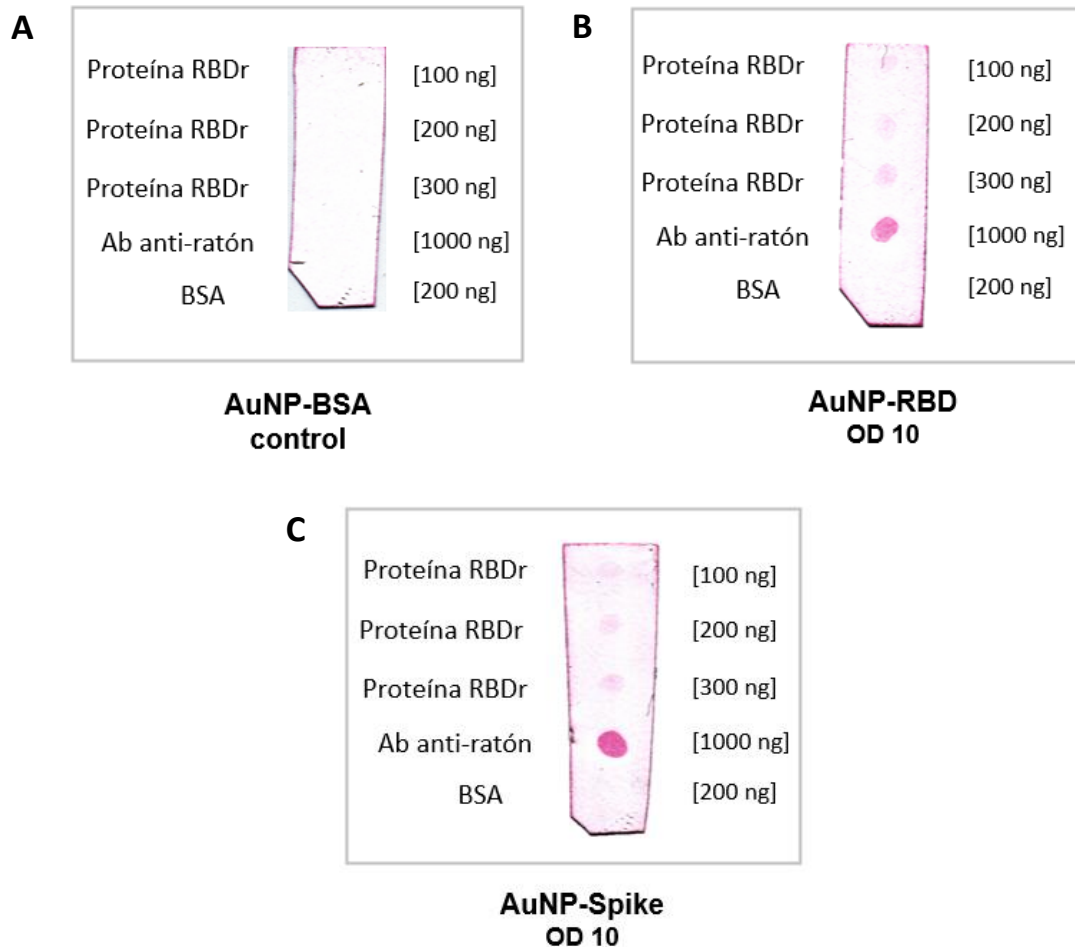 A
Proteína RBDr [100 ng]
Proteína RBDr [200 ng]
Proteína RBDr [300 ng]
Ab anti-ratón [1000 ng]
BSA [200 ng]
AuNP-BSA
control
B
Proteína RBDr [100 ng]
Proteína RBDr [200 ng]
Proteína RBDr [300 ng]
Ab anti-ratón [1000 ng]
BSA [200 ng]
AuNP-RBD
OD 10
C
Proteína RBDr [100 ng]
Proteína RBDr [200 ng]
Proteína RBDr [300 ng]
Ab anti-ratón [1000 ng]
BSA [200 ng]
AuNP-Spike
OD 10